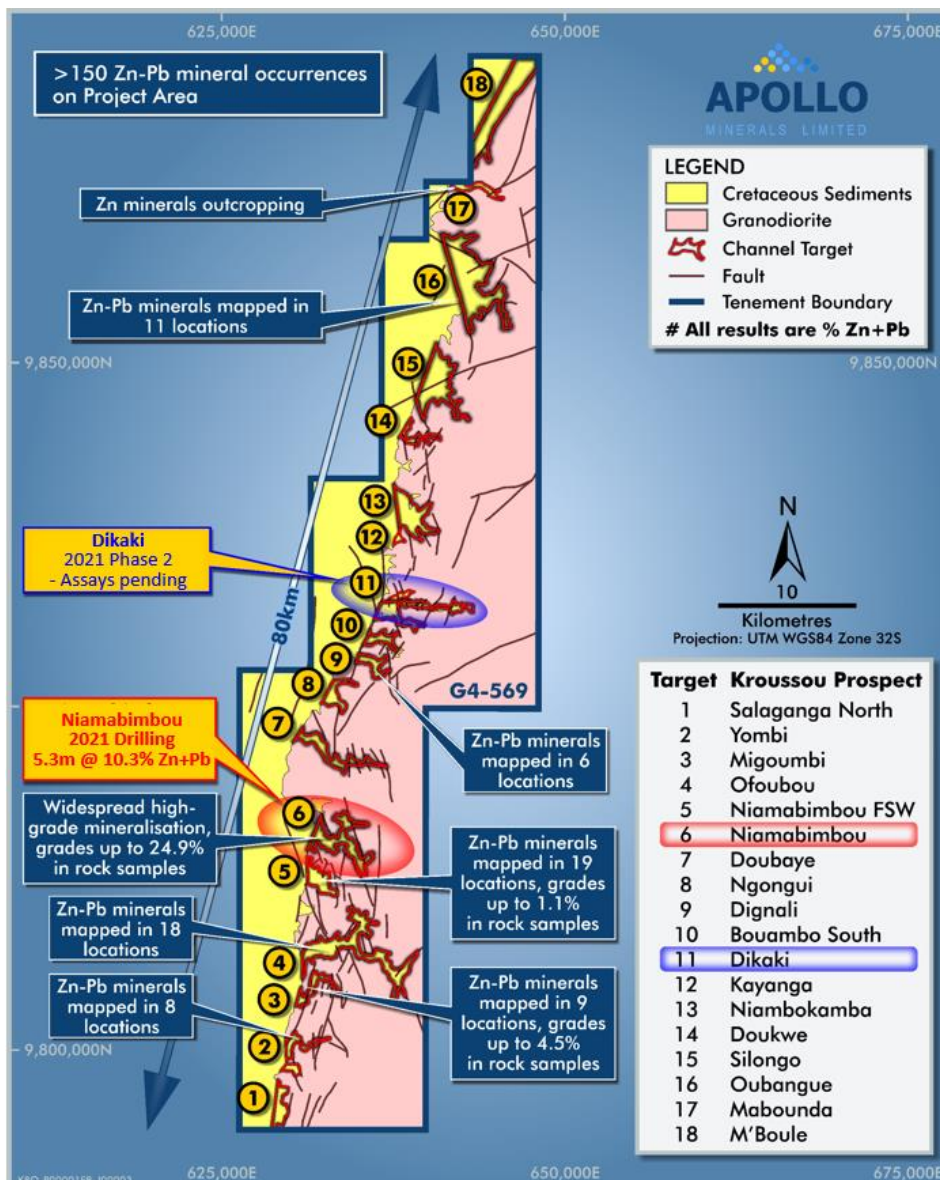 625,000E
650,000E
675,000E
>150 Zn-Pb mineral occurrences
on Project Area
APOLLO
MINERALS LIMITED
LEGEND
Cretaceous Sediments
Granodiorite
Channel Target
Fault
Tenement Boundary
# All results are % Zn+Pb
18
Zn minerals outcropping
17
16
Zn-Pb minerals mapped in
11 locations
9,850,000N
9,850,000N
15
14
13
12
Dikaki
2021 Phase 2
- Assays pending
11
80km
10
9
8
G4-569
7
N
10
Kilometres
Projection: UTM WGS84 Zone 32S
Niamabimbou
2021 Drilling
5.3m @ 10.3% Zn+Pb
Zn-Pb minerals
mapped in 6
locations
Widespread high-
grade mineralisation,
grades up to 24.9%
in rock samples
6
5
Zn-Pb minerals
mapped in 19
locations, grades
up to 1.1%
in rock samples
Zn-Pb minerals
mapped in 18
locations
4
3
Zn-Pb minerals
mapped in 8
locations
Zn-Pb minerals
mapped in 9
locations, grades
up to 4.5%
in rock samples
9,800,000N
2
1
Target Kroussou Prospect
1 Salaganga North
2 Yombi
3 Migoumbi
4 Ofoubou
5 Niamabimbou FSW
6 Niamabimbou
7 Doubaye
8 Ngongui
9 Dignali
10 Bouambo South
11 Dikaki
12 Kayanga
13 Niambokamba
14 Doukwe
15 Silongo
16 Oubangue
17 Mabounda
18 M'Boule
625,000E
650,000E
675,000E